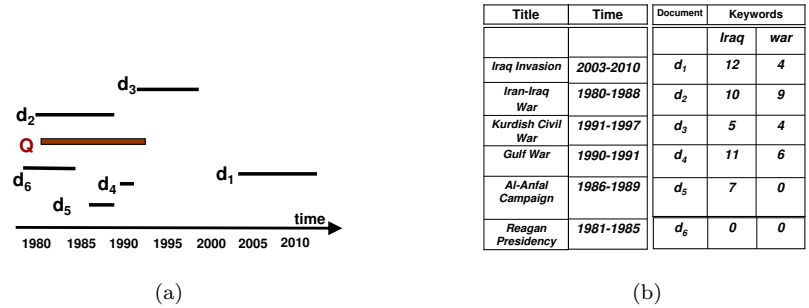 d3
d2
Q
d6
d4
d1
d5
time
1980 1985 1990 1995 2000 2005 2010
(a)
Title Time Document Keywords
Iraq war
Iraq Invasion 2003-2010 d1 12 4
Iran-Iraq
War 1980-1988 d2 10 9
Kurdish Civil
War 1991-1997 d3 5 4
Gulf War 1990-1991 d4 11 6
Al-Anfal
Campaign 1986-1989 d5 7 0
Reagan
Presidency 1981-1985 d6 0 0
(b)